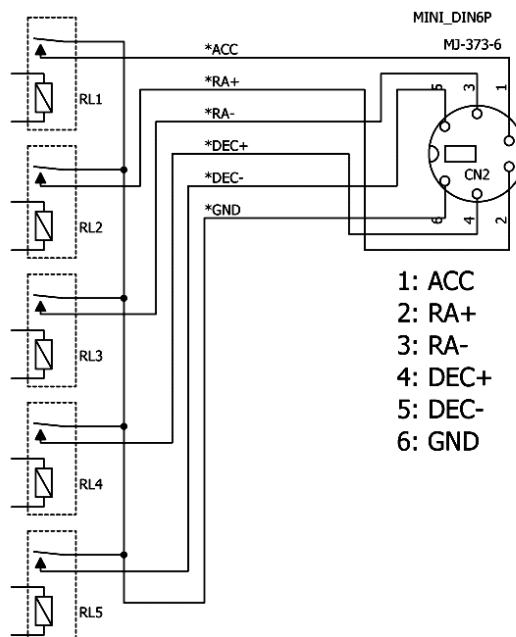 MINI_DIN6P
MJ-373-6
*ACC
*RA+
*RA-
*DEC+
*DEC-
*GND
5
3
1
CN2
6
4
2
RL1
RL2
RL3
RL4
RL5
1: ACC
2: RA+
3: RA-
4: DEC+
5: DEC-
6: GND